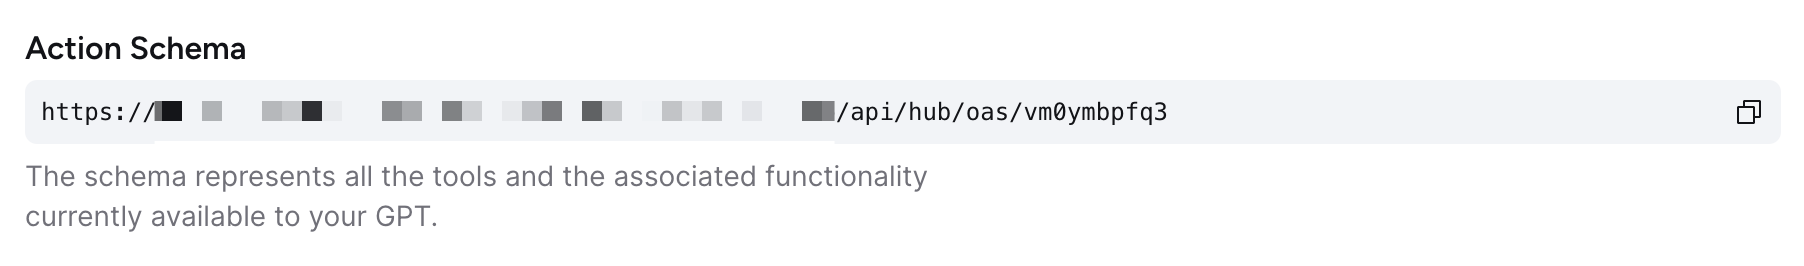 Action Schema
https:///api/hub/oas/vm0ymbpfq3
The schema represents all the tools and the associated functionality
currently available to your GPT.